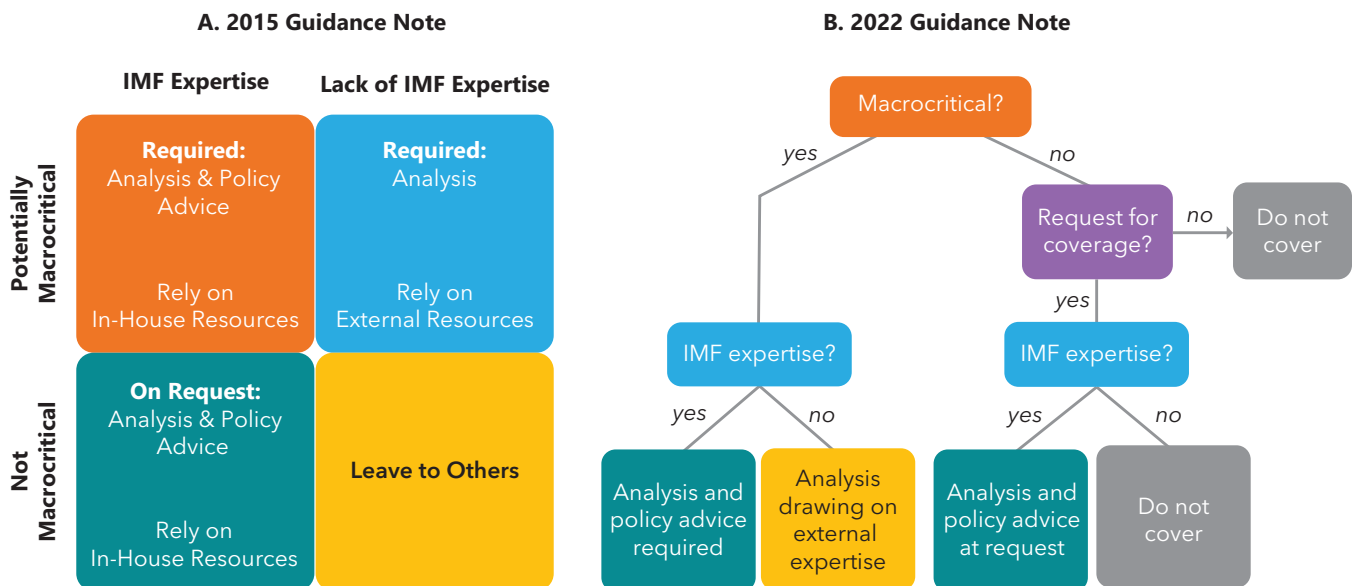 A. 2015 Guidance Note
IMF Expertise
Lack of IMF Expertise
Potentially
Macrocritical
Required:
Analysis & Policy
Advice
Rely on
In-House Resources
Required:
Analysis
Rely on
External Resources
Not
Macrocritical
On Request:
Analysis & Policy
Advice
Rely on
In-House Resources
Leave to Others
B. 2022 Guidance Note
Macrocritical?
yes
no
Request for
coverage?
no
Do not
cover
yes
IMF expertise?
IMF expertise?
yes
no
yes
no
Analysis and
policy advice
required
Analysis
drawing on
external
expertise
Analysis and
policy advice
at request
Do not
cover